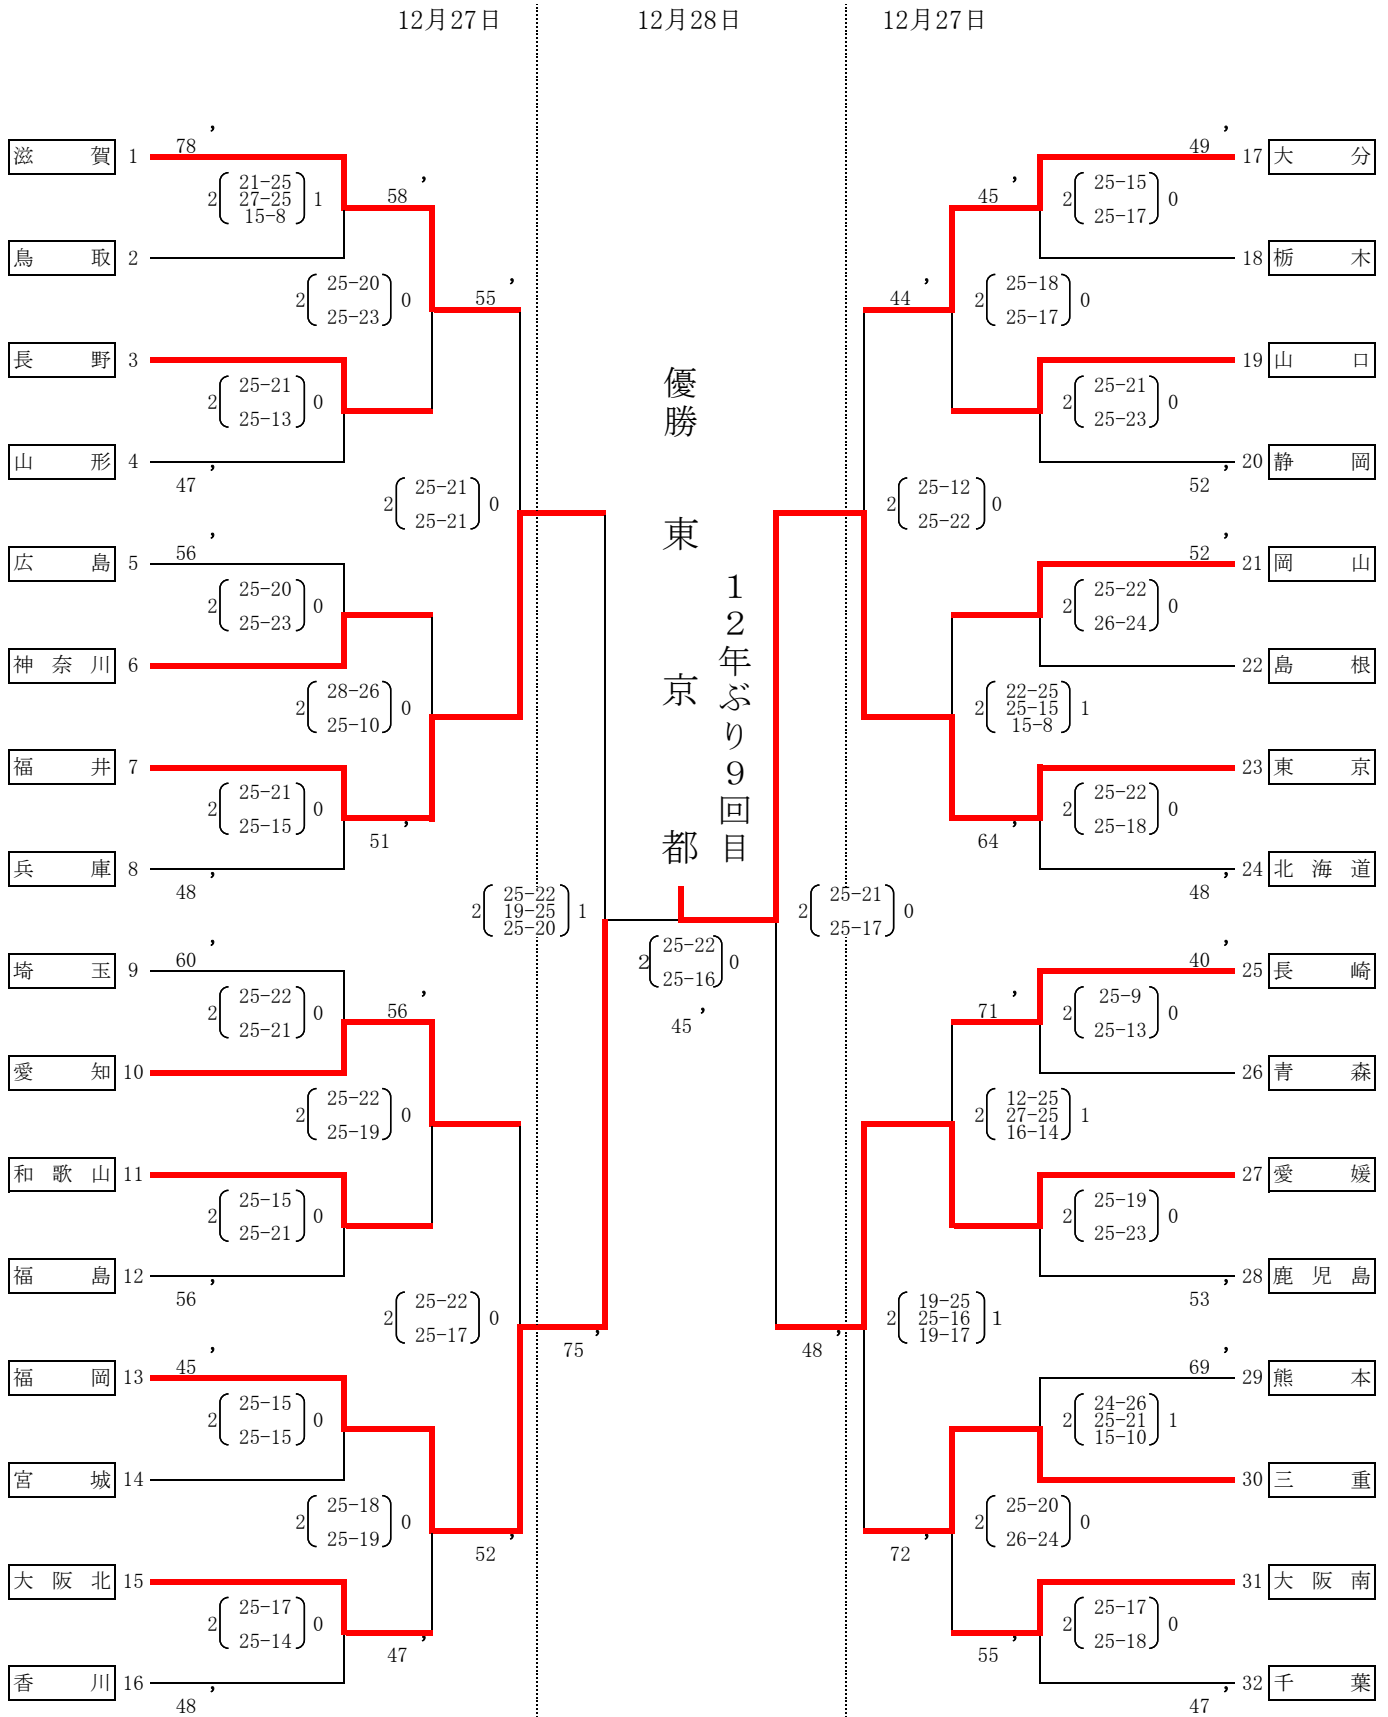 12月27日
12月28日
12月27日
滋賀 1
78’
2 21-25 27-25 15-8 1
58’
鳥取 2
2 25-20 25-23 0
55’
長野 3
2 25-21 25-13 0
山形 4
47’
2 25-21 25-21 0
広島 5
56’
2 25-20 25-23 0
神奈川 6
2 28-26 25-10 0
福井 7
2 25-21 25-15 0
51’
兵庫 8
48’
2 25-22 19-25 25-20 1
埼玉 9
60’
2 25-22 25-21 0
56’
愛知 10
2 25-22 25-19 0
和歌山 11
2 25-15 25-21 0
福島 12
56’
2 25-22 25-17 0
75’
福岡 13
45’
2 25-15 25-15 0
宮城 14
2 25-18 25-19 0
52’
大阪北 15
2 25-17 25-14 0
47’
香川 16
48’
優勝
東京都
12年ぶり9回目
2 25-22 25-16 0
45’
49’
17 大分
45’
2 25-15 25-17 0
18 栃木
44’
2 25-18 25-17 0
19 山口
2 25-21 25-23 0
20 静岡
52’
2 25-12 25-22 0
52’
21 岡山
2 25-22 26-24 0
22 島根
2 22-25 25-15 15-8 1
23 東京
2 25-22 25-18 0
64’
24 北海道
48’
2 25-21 25-17 0
40’
25 長崎
71’
2 25-9 25-13 0
26 青森
2 12-25 27-25 16-14 1
27 愛媛
2 25-19 25-23 0
28 鹿児島
53’
2 19-25 25-16 19-17 1
48’
69’
29 熊本
2 24-26 25-21 15-10 1
30 三重
2 25-20 26-24 0
72’
31 大阪南
2 25-17 25-18 0
55’
32 千葉
47’